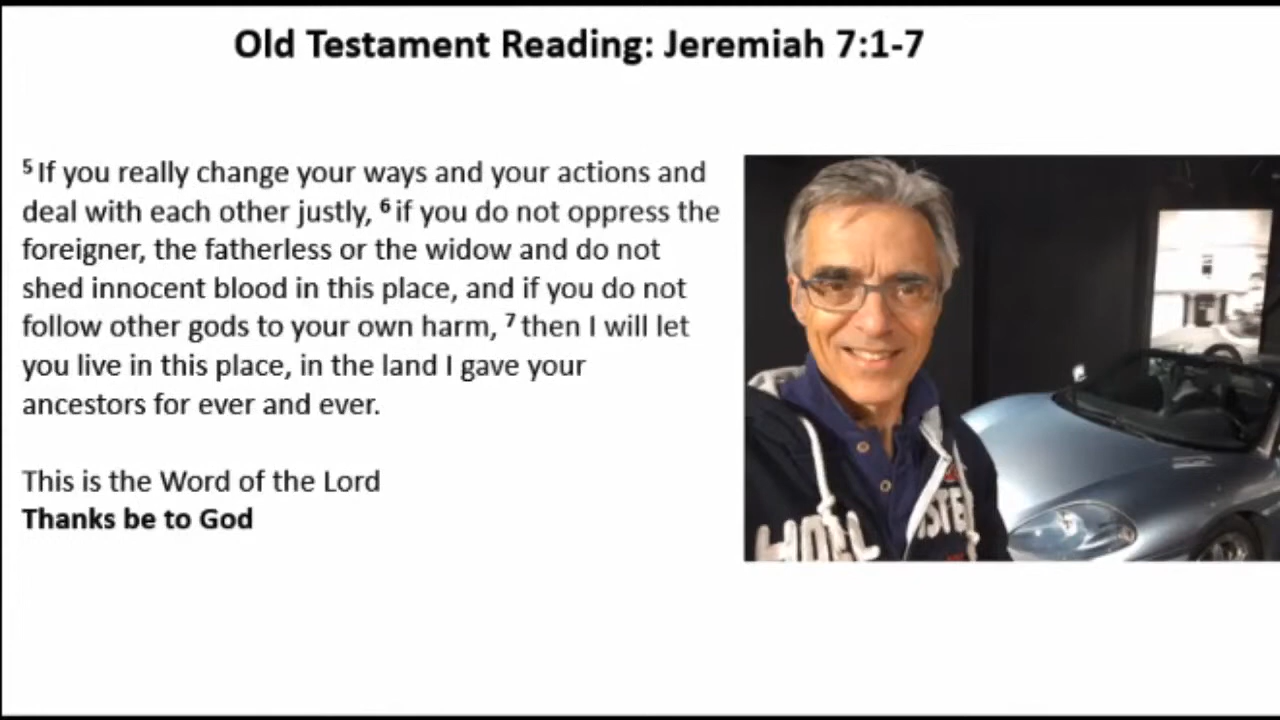 Old Testament Reading: Jeremiah 7:1-7
5 If you really change your ways and your actions and
deal with each other justly, 6 if you do not oppress the
foreigner, the fatherless or the widow and do not
shed innocent blood in this place, and if you do not
follow other gods to your own harm, 7 then I will let
you live in this place, in the land I gave your
ancestors for ever and ever.
This is the Word of the Lord
Thanks be to God